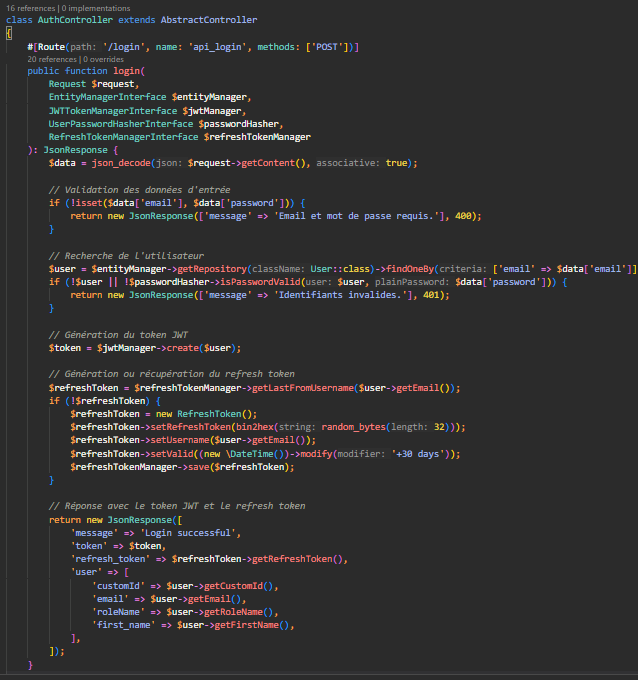 16 references | 0 implementations
class AuthController extends AbstractController
{
    #[Route(path: '/login', name: 'api_login', methods: ['POST'])]
    20 references | 0 overrides
    public function login(
        Request $request,
        EntityManagerInterface $entityManager,
        JWTTokenManagerInterface $jwtManager,
        UserPasswordHasherInterface $passwordHasher,
        RefreshTokenManagerInterface $refreshTokenManager
    ): JsonResponse {
        $data = json_decode(json: $request->getContent(), associative: true);

        // Validation des données d'entrée
        if (!isset($data['email'], $data['password'])) {
            return new JsonResponse(['message' => 'Email et mot de passe requis.'], 400);
        }

        // Recherche de l'utilisateur
        $user = $entityManager->getRepository(className: User::class)->findOneBy(criteria: ['email' => $data['email']]
        if (!$user || !$passwordHasher->isPasswordValid(user: $user, plainPassword: $data['password'])) {
            return new JsonResponse(['message' => 'Identifiants invalides.'], 401);
        }

        // Génération du token JWT
        $token = $jwtManager->create($user);

        // Génération ou récupération du refresh token
        $refreshToken = $refreshTokenManager->getLastFromUsername($user->getEmail());
        if (!$refreshToken) {
            $refreshToken = new RefreshToken();
            $refreshToken->setRefreshToken(bin2hex(string: random_bytes(length: 32)));
            $refreshToken->setUsername($user->getEmail());
            $refreshToken->setValid((new \DateTime())->modify(modifier: '+30 days'));
            $refreshTokenManager->save($refreshToken);
        }

        // Réponse avec le token JWT et le refresh token
        return new JsonResponse([
            'message' => 'Login successful',
            'token' => $token,
            'refresh_token' => $refreshToken->getRefreshToken(),
            'user' => [
                'customId' => $user->getCustomId(),
                'email' => $user->getEmail(),
                'roleName' => $user->getRoleName(),
                'first_name' => $user->getFirstName(),
            ],
        ]);
    }